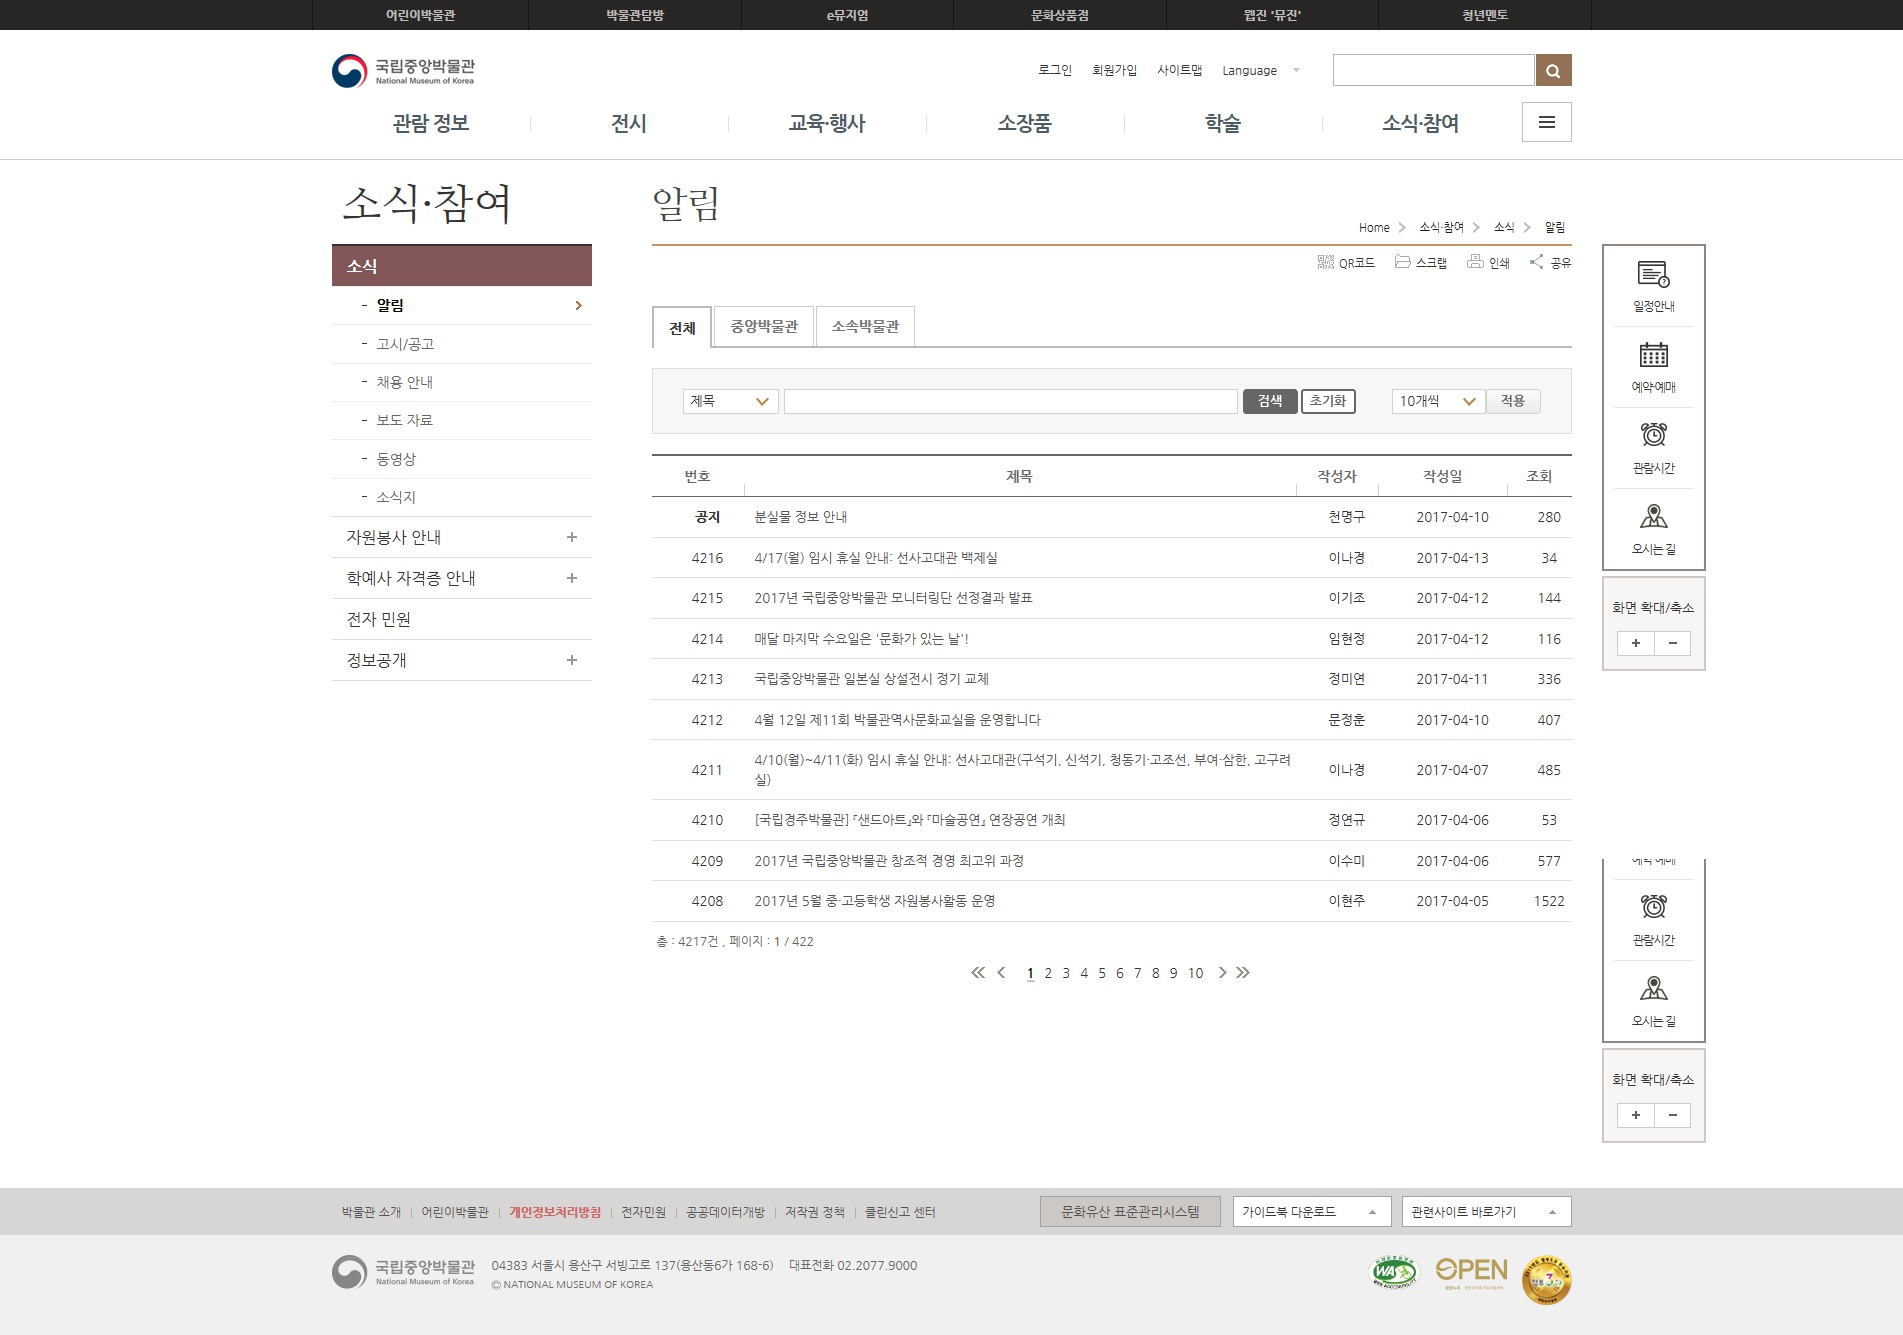 어린이박물관 박물관탐방 e뮤지엄 문화상품점 웹진 '뮤진' 청년멘토
국립중앙박물관
National Museum of Korea
로그인 회원가입 사이트맵 Language
관람 정보 전시 교육·행사 소장품 학술 소식·참여
소식·참여
소식
- 알림
- 고시/공고
- 채용 안내
- 보도 자료
- 동영상
- 소식지
자원봉사 안내 +
학예사 자격증 안내 +
전자 민원
정보공개 +
알림
Home > 소식·참여 > 소식 > 알림
QR코드 스크랩 인쇄 공유
전체 중앙박물관 소속박물관
제목 검색 초기화 10개씩 적용
번호 제목 작성자 작성일 조회
공지 분실물 정보 안내 천명구 2017-04-10 280
4216 4/17(월) 임시 휴실 안내: 선사고대관 백제실 이나경 2017-04-13 34
4215 2017년 국립중앙박물관 모니터링단 선정결과 발표 이기조 2017-04-12 144
4214 매달 마지막 수요일은 '문화가 있는 날'! 임현정 2017-04-12 116
4213 국립중앙박물관 일본실 상설전시 정기 교체 정미연 2017-04-11 336
4212 4월 12일 제11회 박물관역사문화교실을 운영합니다 문정훈 2017-04-10 407
4211 4/10(월)~4/11(화) 임시 휴실 안내: 선사고대관(구석기, 신석기, 청동기·고조선, 부여·삼한, 고구려
실) 이나경 2017-04-07 485
4210 [국립경주박물관] 『샌드아트』와 『마술공연』 연장공연 개최 정연규 2017-04-06 53
4209 2017년 국립중앙박물관 창조적 경영 최고위 과정 이수미 2017-04-06 577
4208 2017년 5월 중·고등학생 자원봉사활동 운영 이현주 2017-04-05 1522
총 : 4217건 , 페이지 : 1 / 422
1 2 3 4 5 6 7 8 9 10
일정안내
예약·예매
관람시간
오시는 길
화면 확대/축소
+ -
예약·예매
관람시간
오시는 길
화면 확대/축소
+ -
박물관 소개 | 어린이박물관 | 개인정보처리방침 | 전자민원 | 공공데이터개방 | 저작권 정책 | 클린신고 센터
문화유산 표준관리시스템 가이드북 다운로드 관련사이트 바로가기
국립중앙박물관
National Museum of Korea
04383 서울시 용산구 서빙고로 137(용산동6가 168-6) 대표전화 02.2077.9000
© NATIONAL MUSEUM OF KOREA
WA
WEB ACCESSIBILITY
OPEN